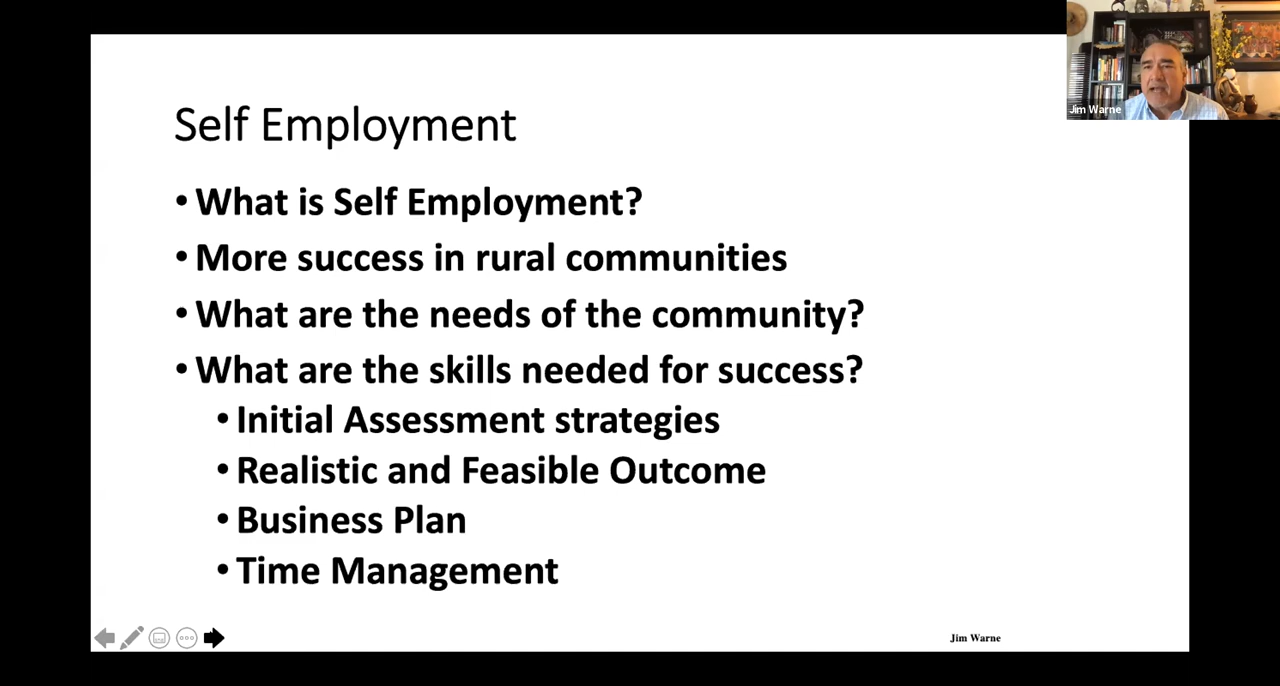 Jim Warne
Self Employment
• What is Self Employment?
• More success in rural communities
• What are the needs of the community?
• What are the skills needed for success?
• Initial Assessment strategies
• Realistic and Feasible Outcome
• Business Plan
• Time Management
Jim Warne